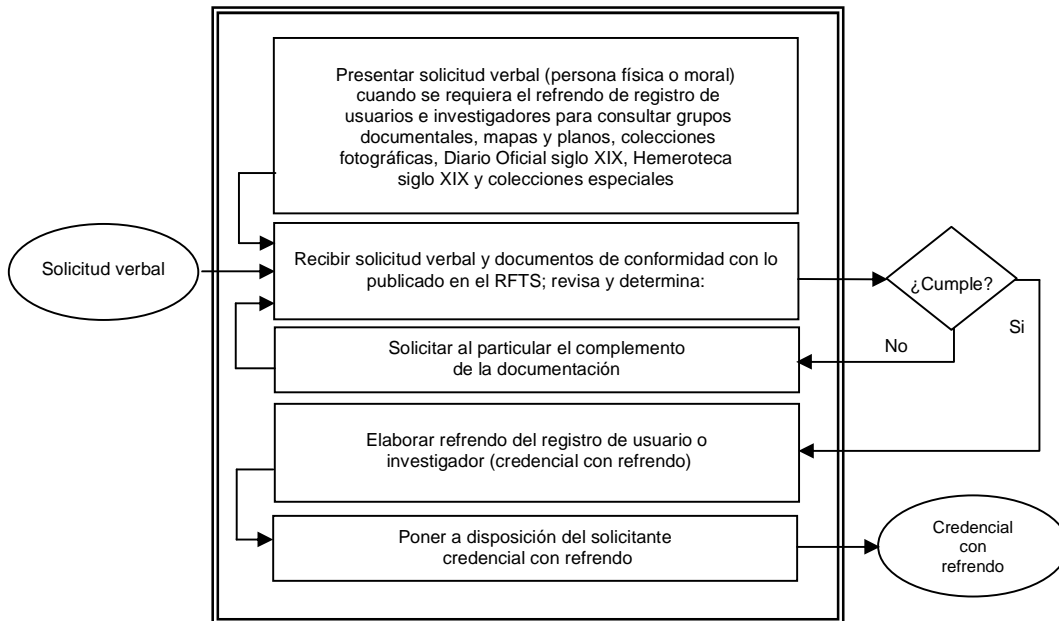 Presentar solicitud verbal (persona física o moral)
cuando se requiera el refrendo de registro de
usuarios e investigadores para consultar grupos
documentales, mapas y planos, colecciones
fotográficas, Diario Oficial siglo XIX, Hemeroteca
siglo XIX y colecciones especiales
Solicitud verbal
Recibir solicitud verbal y documentos de conformidad con lo
publicado en el RFTS; revisa y determina:
¿Cumple?
Si
No
Solicitar al particular el complemento
de la documentación
Elaborar refrendo del registro de usuario o
investigador (credencial con refrendo)
Poner a disposición del solicitante
credencial con refrendo
Credencial
con
refrendo